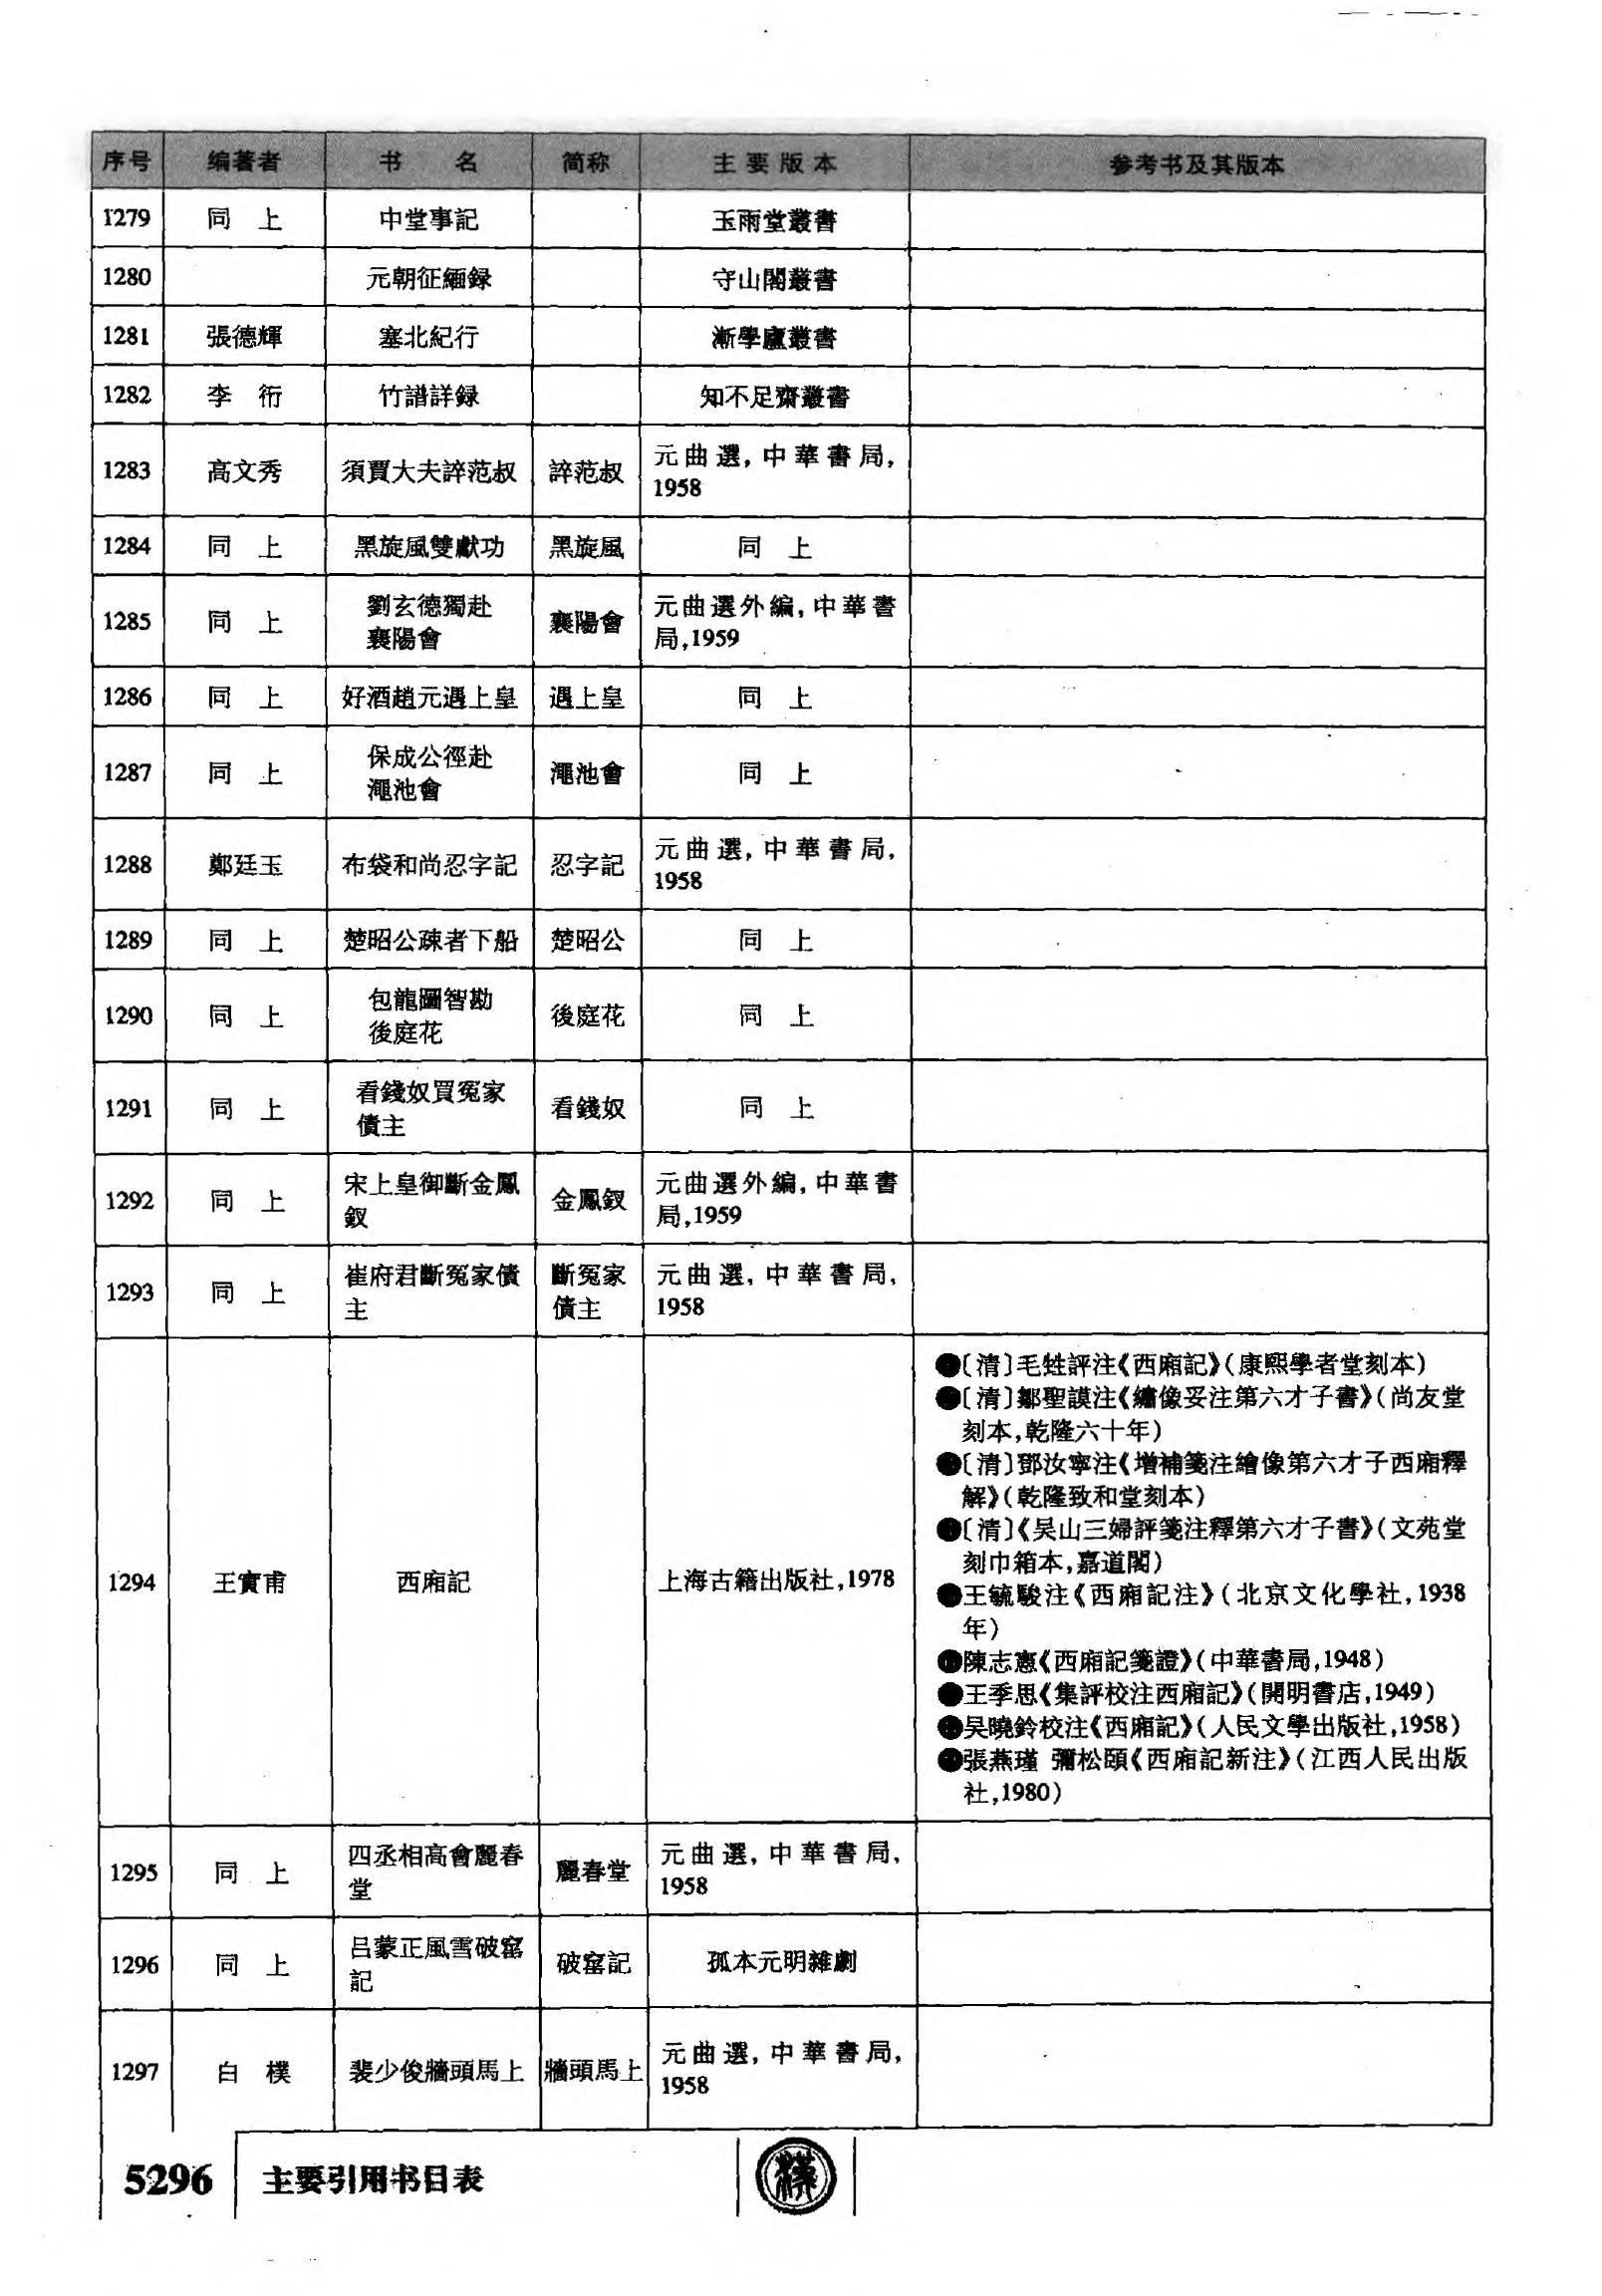 序号 编著者 书 名 简称 主要版本 参考书及其版本
1279 同 上 中堂事記 玉雨堂叢書
1280 元朝征緬録 守山閣叢書
1281 張德輝 塞北紀行 漸學廬叢書
1282 李 衎 竹譜詳録 知不足齋叢書
1283 高文秀 須賈大夫誶范叔 誶范叔 元曲選,中華書局,
1958
1284 同 上 黑旋風雙獻功 黑旋風 同 上
1285 同 上 劉玄德獨赴
襄陽會 襄陽會 元曲選外編,中華書
局,1959
1286 同 上 好酒趙元遇上皇 遇上皇 同 上
1287 同 上 保成公徑赴
澠池會 澠池會 同 上
1288 鄭廷玉 布袋和尚忍字記 忍字記 元曲選,中華書局,
1958
1289 同 上 楚昭公疎者下船 楚昭公 同 上
1290 同 上 包龍圖智勘
後庭花 後庭花 同 上
1291 同 上 看錢奴買冤家
債主 看錢奴 同 上
1292 同 上 宋上皇御斷金鳳
釵 金鳳釵 元曲選外編,中華書
局,1959
1293 同 上 崔府君斷冤家債
主 斷冤家
債主 元曲選,中華書局,
1958
1294 王實甫 西廂記 上海古籍出版社,1978
●〔清〕毛甡評注《西廂記》(康熙學者堂刻本)
●〔清〕鄒聖謨注《繡像妥注第六才子書》(尚友堂
刻本,乾隆六十年)
●〔清〕鄧汝寧注《增補箋注繪像第六才子西廂釋
解》(乾隆致和堂刻本)
●〔清〕《吴山三婦評箋注釋第六才子書》(文苑堂
刻巾箱本,嘉道閣)
●王毓駿注《西廂記注》(北京文化學社,1938
年)
●陳志憲《西廂記箋證》(中華書局,1948)
●王季思《集評校注西廂記》(開明書店,1949)
●吴曉鈴校注《西廂記》(人民文學出版社,1958)
●張燕瑾 彌松頤《西廂記新注》(江西人民出版
社,1980)
1295 同 上 四丞相高會麗春
堂 麗春堂 元曲選,中華書局,
1958
1296 同 上 吕蒙正風雪破窰
記 破窰記 孤本元明雜劇
1297 白 樸 裴少俊牆頭馬上 牆頭馬上 元曲選,中華書局,
1958
5296 主要引用书目表
漢